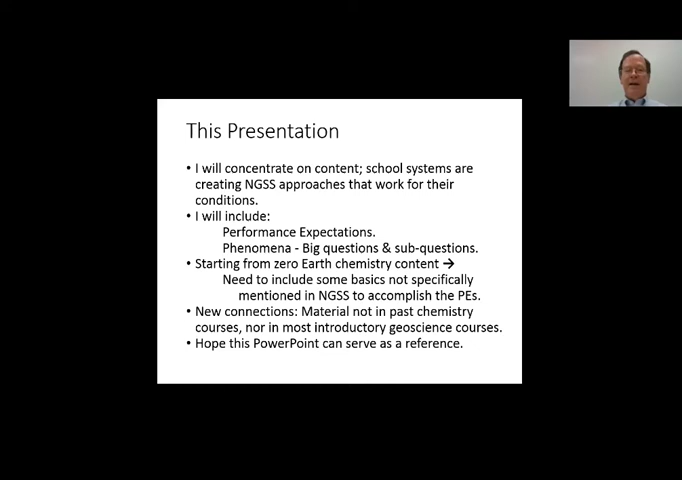 This Presentation
• I will concentrate on content; school systems are
creating NGSS approaches that work for their
conditions.
• I will include:
Performance Expectations.
Phenomena - Big questions & sub-questions.
• Starting from zero Earth chemistry content →
Need to include some basics not specifically
mentioned in NGSS to accomplish the PEs.
• New connections: Material not in past chemistry
courses, nor in most introductory geoscience courses.
• Hope this PowerPoint can serve as a reference.